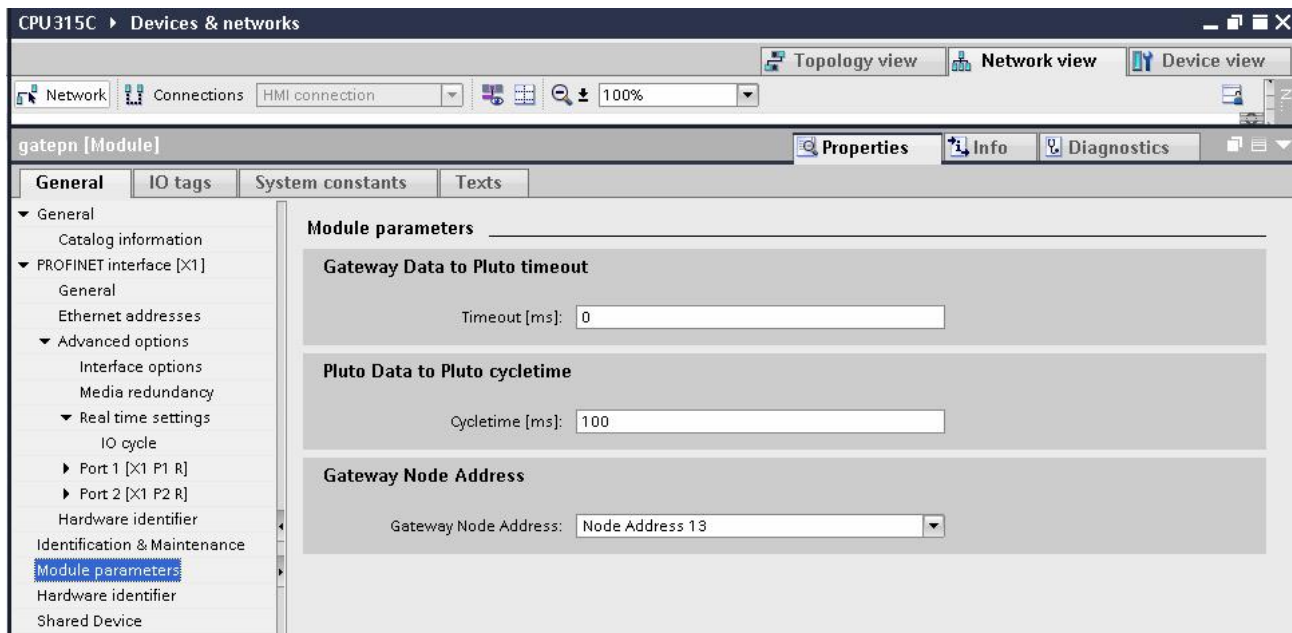 CPU315C ▸ Devices & networks
Topology view Network view Device view
Network Connections HMI connection 100%
gatepn [Module] Properties Info Diagnostics
General IO tags System constants Texts
General
Catalog information
PROFINET interface [X1]
General
Ethernet addresses
Advanced options
Interface options
Media redundancy
Real time settings
IO cycle
Port 1 [X1 P1 R]
Port 2 [X1 P2 R]
Hardware identifier
Identification & Maintenance
Module parameters
Hardware identifier
Shared Device
Module parameters
Gateway Data to Pluto timeout
Timeout [ms]: 0
Pluto Data to Pluto cycletime
Cycletime [ms]: 100
Gateway Node Address
Gateway Node Address: Node Address 13